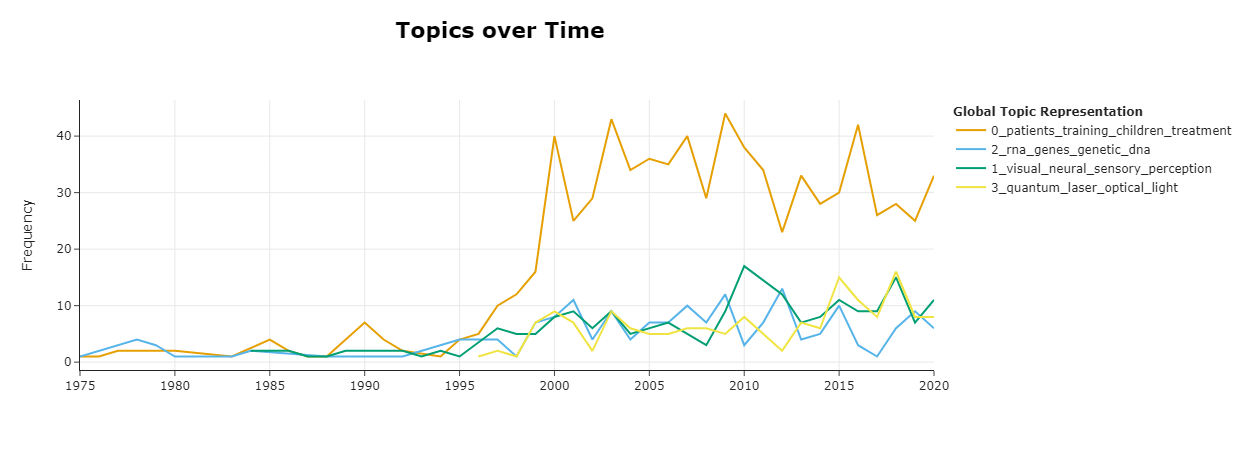 Topics over Time
Frequency
40
30
20
10
0
1975 1980 1985 1990 1995 2000 2005 2010 2015 2020
Global Topic Representation
0_patients_training_children_treatment
2_rna_genes_genetic_dna
1_visual_neural_sensory_perception
3_quantum_laser_optical_light